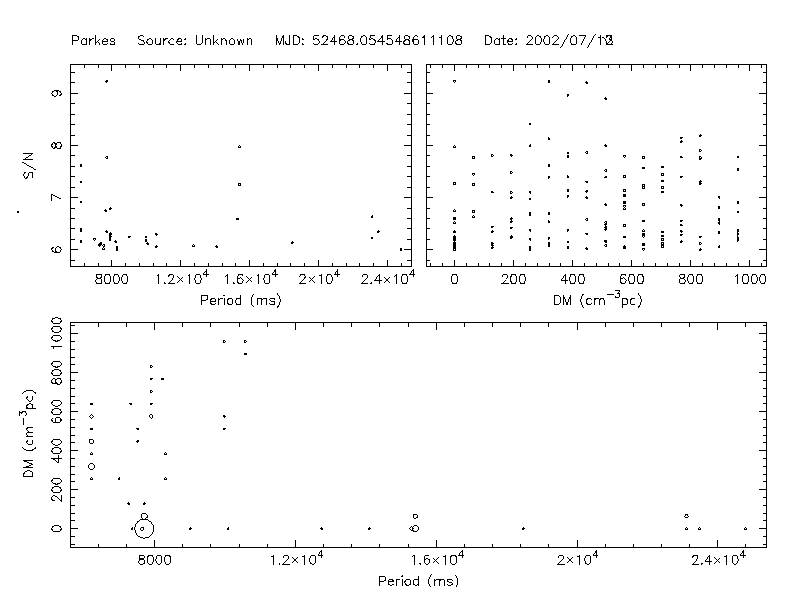 Parkes Source: Unknown MJD: 52468.054548611108 Date: 2002/07/
S/N
9
8
7
6
8000 1.2×10⁴ 1.6×10⁴ 2×10⁴ 2.4×10⁴
Period (ms)
0 200 400 600 800 1000
DM (cm⁻³pc)
DM (cm⁻³pc)
1000
800
600
400
200
0
8000 1.2×10⁴ 1.6×10⁴ 2×10⁴ 2.4×10⁴
Period (ms)